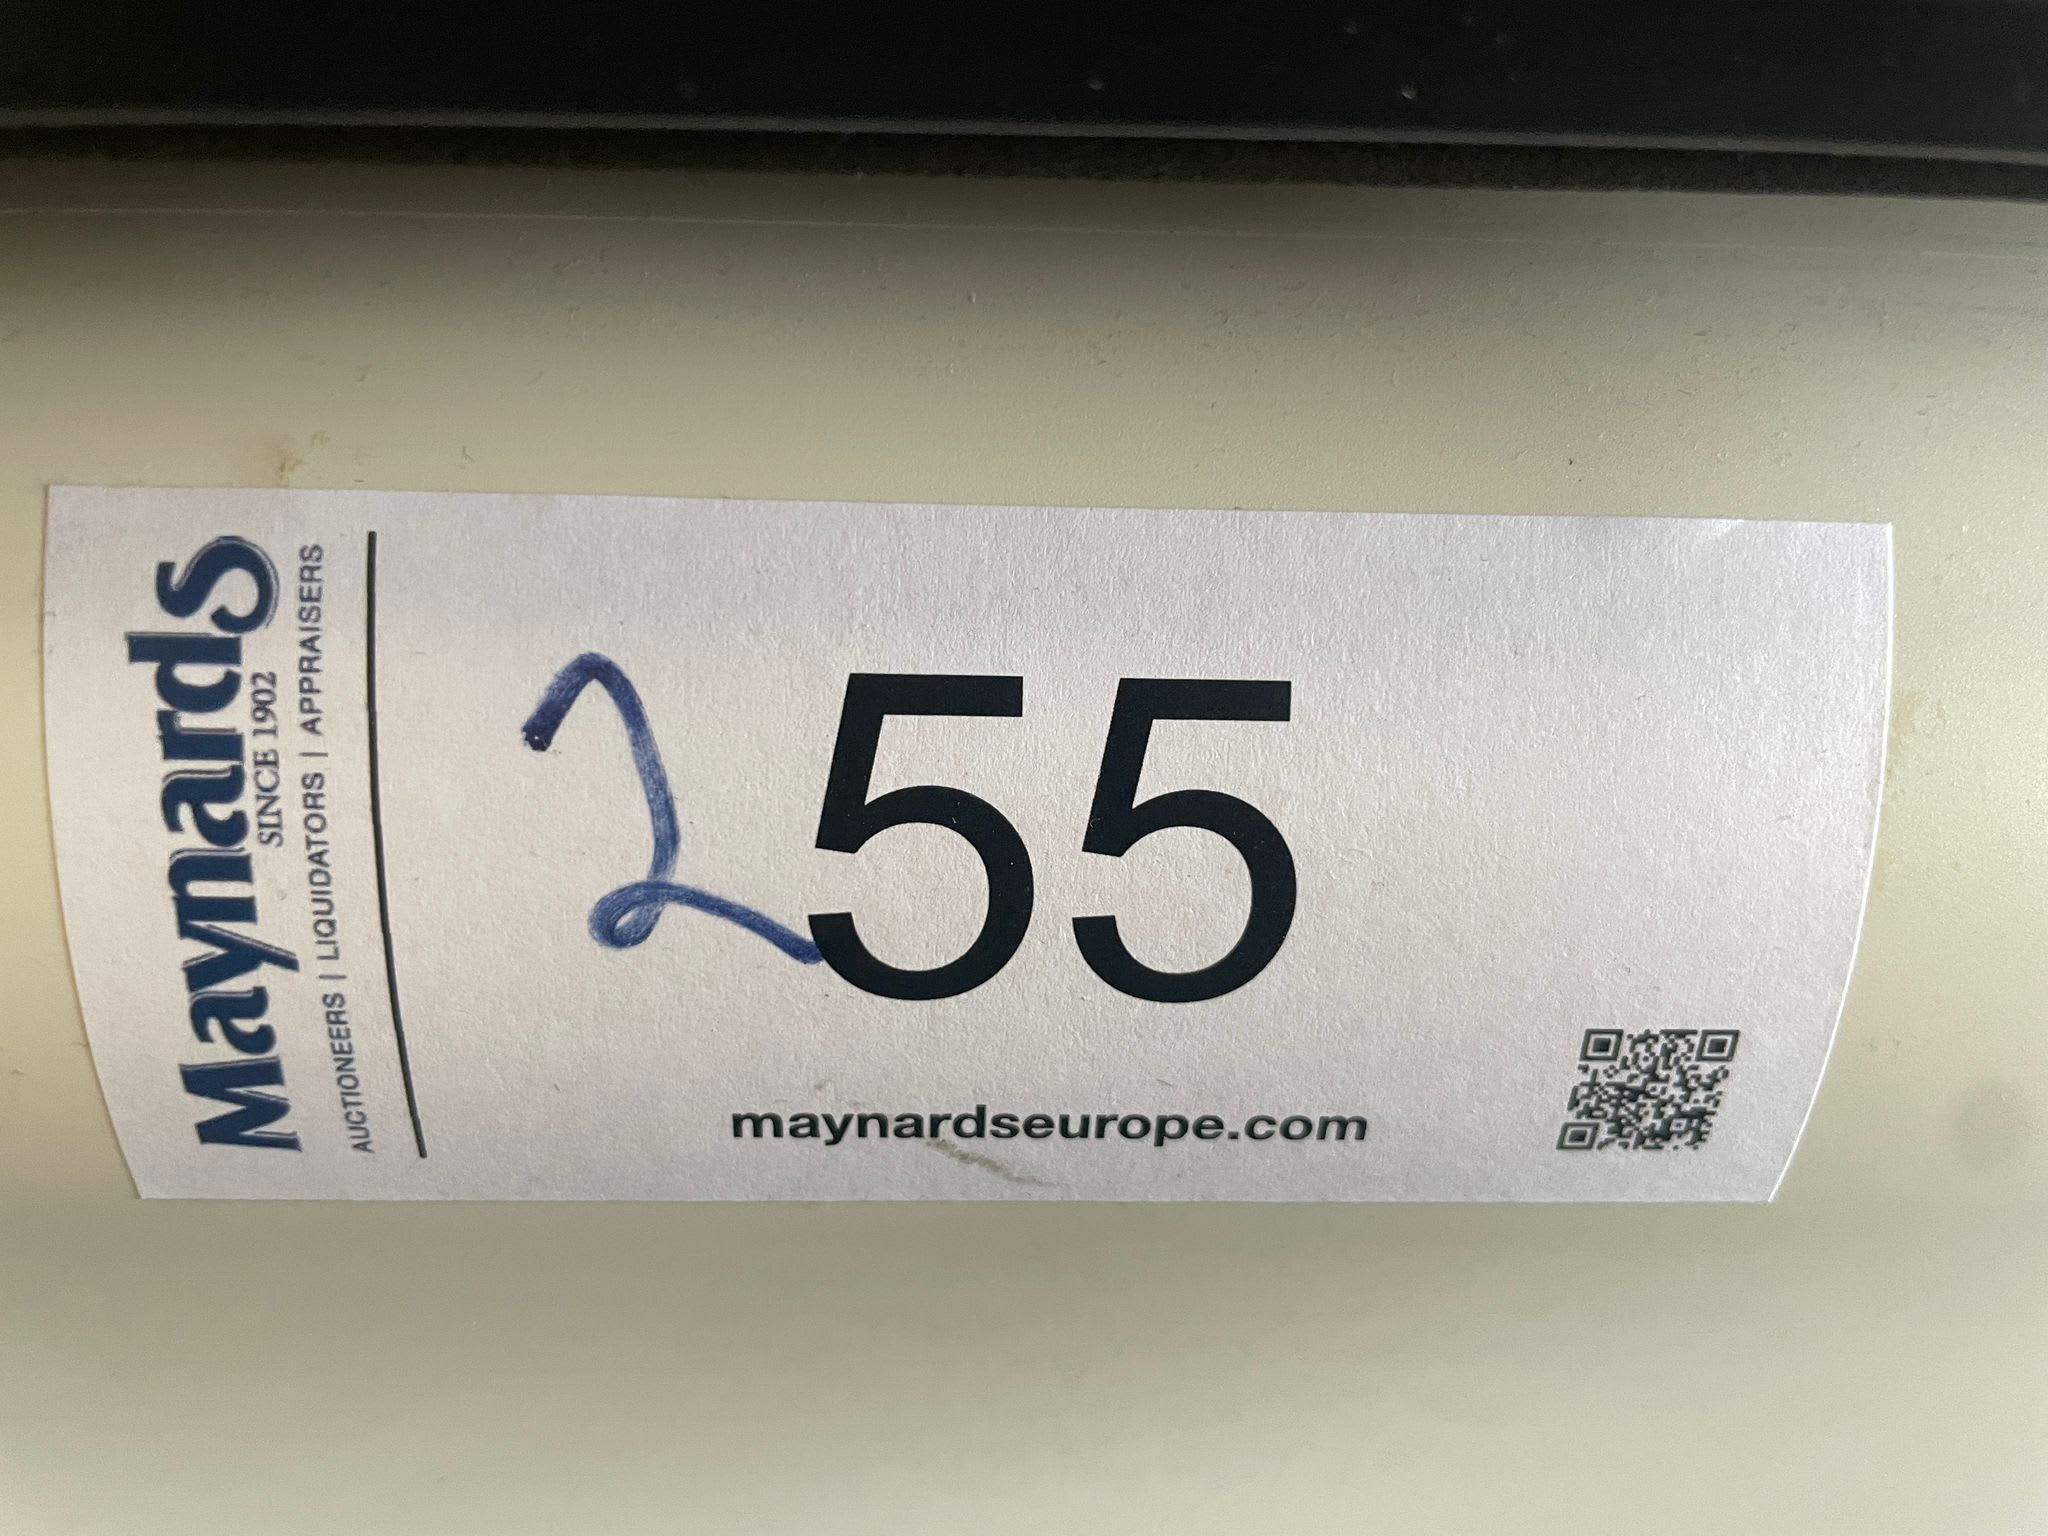 Maynards
SINCE 1902
AUCTIONEERS | LIQUIDATORS | APPRAISERS
255
maynardseurope.com